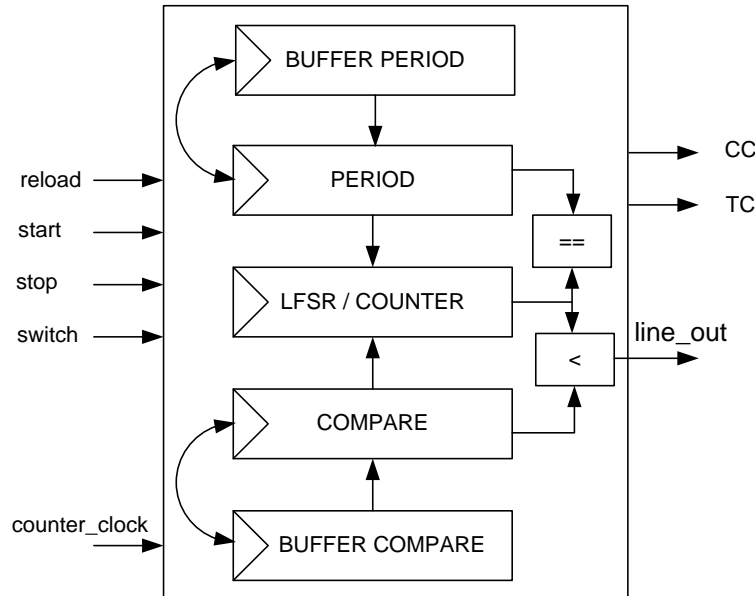 BUFFER PERIOD
PERIOD
==
LFSR / COUNTER
<
COMPARE
BUFFER COMPARE
reload
start
stop
switch
counter_clock
CC
TC
line_out